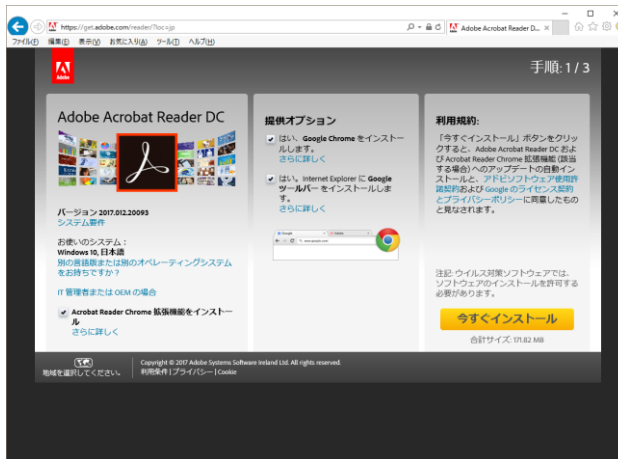 https://get.adobe.com/reader/?loc=jp
Adobe Acrobat Reader D... ×
ファイル(F) 編集(E) 表示(V) お気に入り(A) ツール(T) ヘルプ(H)
Adobe
手順: 1 / 3
Adobe Acrobat Reader DC
バージョン 2017.012.20093
システム要件
お使いのシステム :
Windows 10, 日本語
別の言語版または別のオペレーティングシステム
をお持ちですか ?
IT 管理者または OEM の場合
Acrobat Reader Chrome 拡張機能をインストー
ル
さらに詳しく
提供オプション
はい、Google Chrome をインストー
ルします。
さらに詳しく
はい。Internet Explorer に Google
ツールバー をインストールしま
す。
さらに詳しく
利用規約:
「今すぐインストール」ボタンをクリッ
クすると、Adobe Acrobat Reader DC およ
び Acrobat Reader Chrome 拡張機能 (該当
する場合) へのアップデートの自動イン
ストールと、アドビソフトウェア使用許
諾契約および Google のライセンス契約
とプライバシーポリシーに同意したもの
と見なされます。
注記: ウイルス対策ソフトウェアでは、
ソフトウェアのインストールを許可する
必要があります。
今すぐインストール
合計サイズ: 171.82 MB
地域を選択してください。
Copyright © 2017 Adobe Systems Software Ireland Ltd. All rights reserved.
利用条件 | プライバシー | Cookie